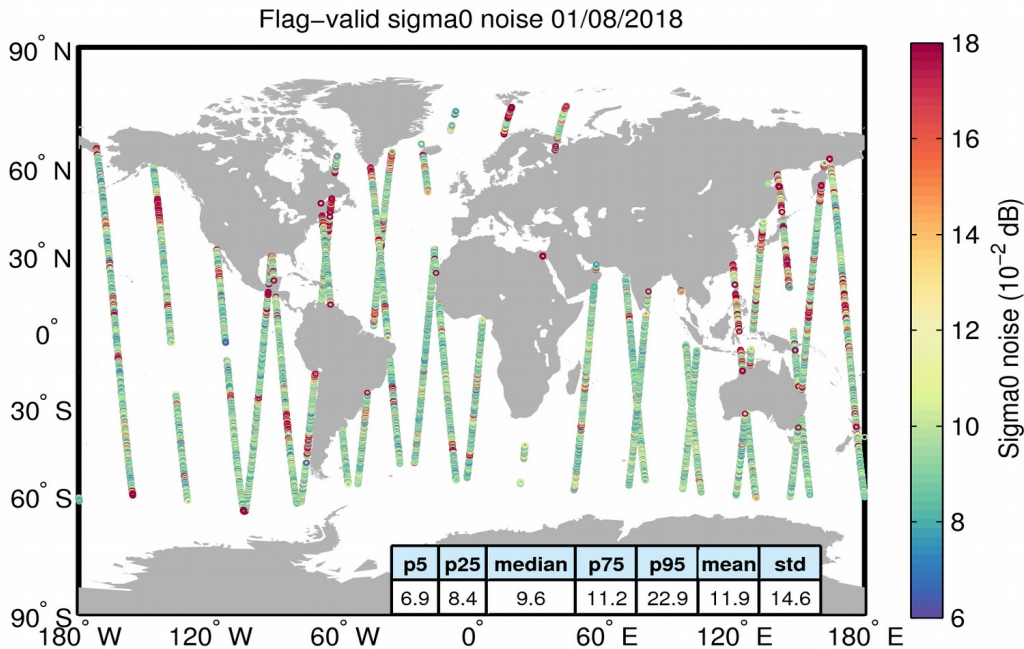 Flag−valid sigma0 noise 01/08/2018
90° N
60° N
30° N
0°
30° S
60° S
90° S
180° W
120° W
60° W
0°
60° E
120° E
180° E
p5 p25 median p75 p95 mean std
6.9 8.4 9.6 11.2 22.9 11.9 14.6
18
16
14
12
10
8
6
Sigma0 noise (10⁻² dB)